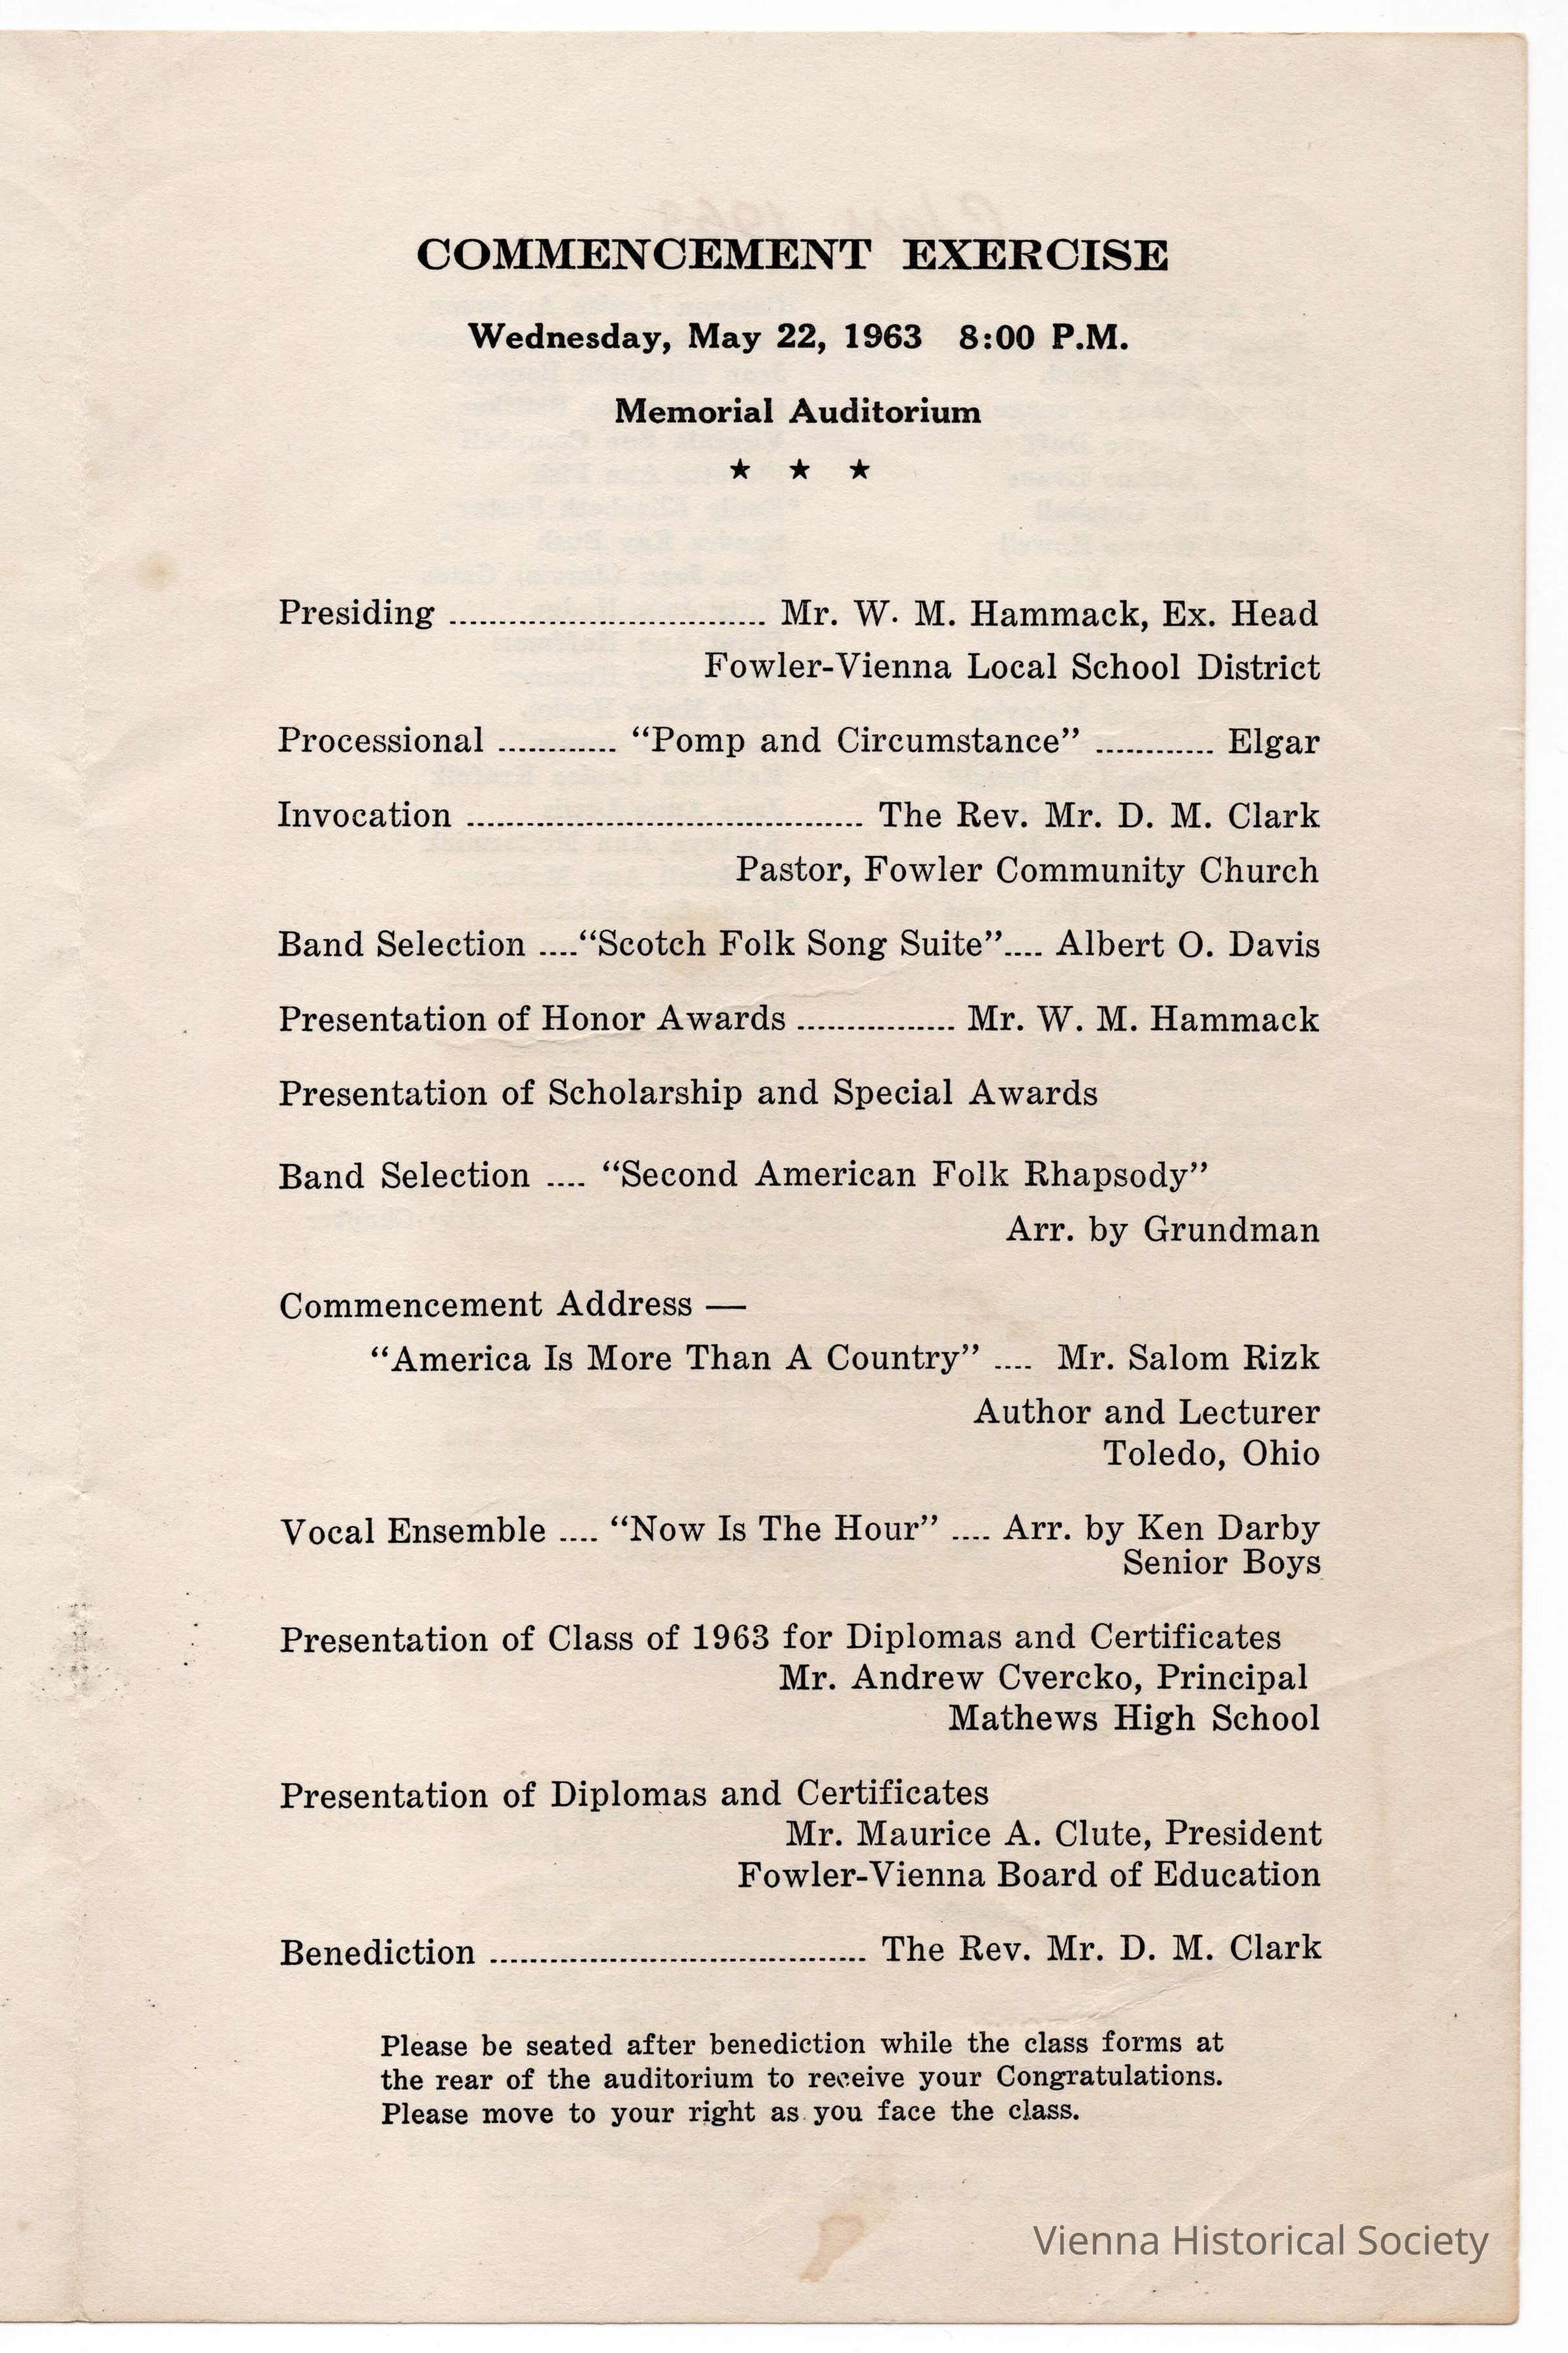 COMMENCEMENT EXERCISE
Wednesday, May 22, 1963 8:00 P.M.
Memorial Auditorium
★ ★ ★
Presiding ................................ Mr. W. M. Hammack, Ex. Head
Fowler-Vienna Local School District
Processional ............ “Pomp and Circumstance” ............ Elgar
Invocation ........................................ The Rev. Mr. D. M. Clark
Pastor, Fowler Community Church
Band Selection ....“Scotch Folk Song Suite”.... Albert O. Davis
Presentation of Honor Awards ................ Mr. W. M. Hammack
Presentation of Scholarship and Special Awards
Band Selection .... “Second American Folk Rhapsody”
Arr. by Grundman
Commencement Address —
“America Is More Than A Country” .... Mr. Salom Rizk
Author and Lecturer
Toledo, Ohio
Vocal Ensemble .... “Now Is The Hour” .... Arr. by Ken Darby
Senior Boys
Presentation of Class of 1963 for Diplomas and Certificates
Mr. Andrew Cvercko, Principal
Mathews High School
Presentation of Diplomas and Certificates
Mr. Maurice A. Clute, President
Fowler-Vienna Board of Education
Benediction ...................................... The Rev. Mr. D. M. Clark
Please be seated after benediction while the class forms at
the rear of the auditorium to receive your Congratulations.
Please move to your right as you face the class.
Vienna Historical Society